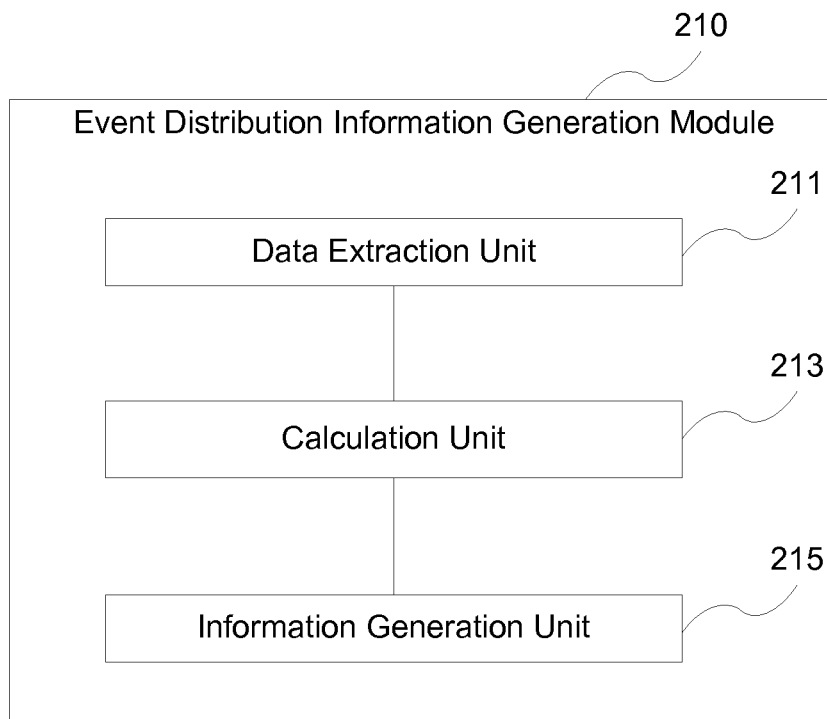 210
Event Distribution Information Generation Module
211
Data Extraction Unit
213
Calculation Unit
215
Information Generation Unit